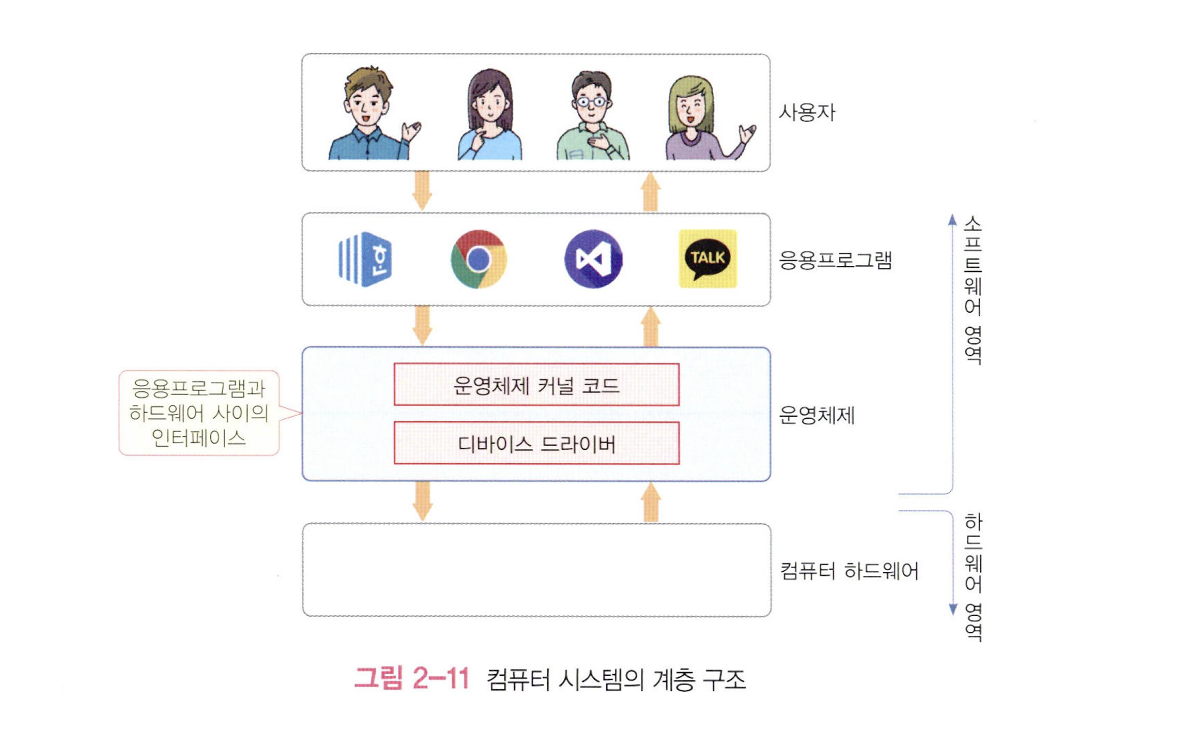 사용자
한
TALK
응용프로그램
소프트웨어 영역
운영체제 커널 코드
디바이스 드라이버
응용프로그램과
하드웨어 사이의
인터페이스
운영체제
컴퓨터 하드웨어
하드웨어 영역
그림 2-11 컴퓨터 시스템의 계층 구조